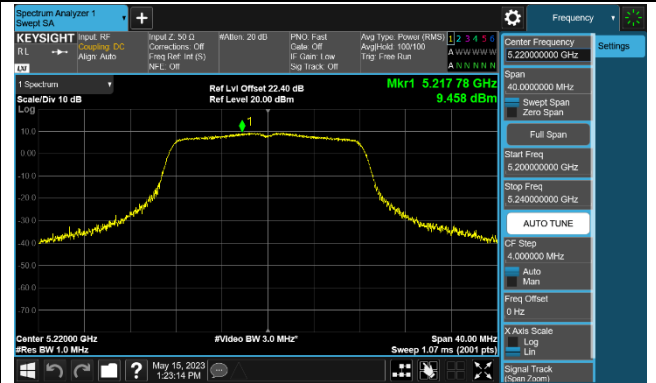 Spectrum Analyzer 1
Swept SA
Frequency
KEYSIGHT
RL
LXI
Input: RF
Coupling: DC
Align: Auto
Input Z: 50 Ω
Corrections: Off
Freq Ref: Int (S)
NFE: Off
#Atten: 20 dB
PNO: Fast
Gate: Off
IF Gain: Low
Sig Track: Off
Avg Type: Power (RMS)
Avg|Hold: 100/100
Trig: Free Run
1 2 3 4 5 6
A W W W W W
A N N N N N
1 Spectrum
Scale/Div 10 dB
Log
Ref Lvl Offset 22.40 dB
Ref Level 20.00 dBm
Mkr1 5.217 78 GHz
9.458 dBm
1
10.0
0.00
-10.0
-20.0
-30.0
-40.0
-50.0
-60.0
-70.0
Center 5.22000 GHz
#Res BW 1.0 MHz
#Video BW 3.0 MHz*
Span 40.00 MHz
Sweep 1.07 ms (2001 pts)
May 15, 2023
1:23:14 PM
Center Frequency
5.220000000 GHz
Settings
Span
40.0000000 MHz
Swept Span
Zero Span
Full Span
Start Freq
5.200000000 GHz
Stop Freq
5.240000000 GHz
AUTO TUNE
CF Step
4.000000 MHz
Auto
Man
Freq Offset
0 Hz
X Axis Scale
Log
Lin
Signal Track
(Span Zoom)